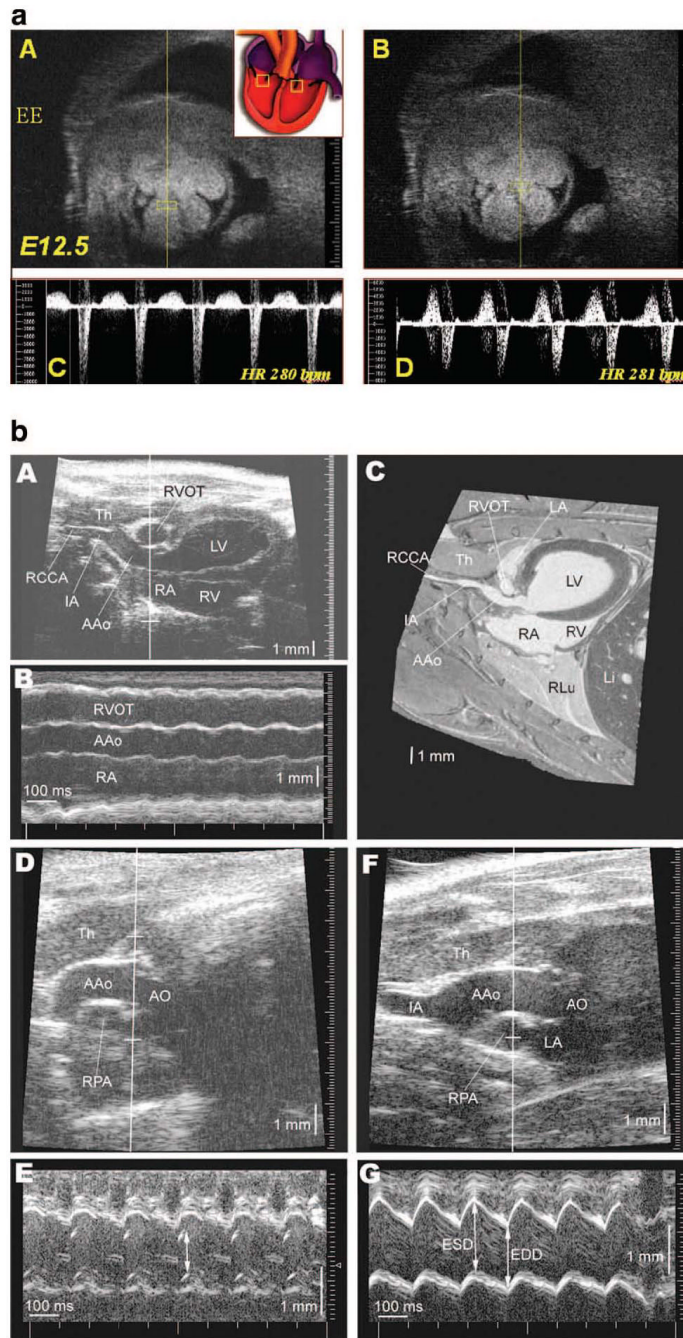 a
A
B
EE
E12.5
C
HR 280 bpm
D
HR 281 bpm
b
A
RVOT
Th
LV
RCCA
IA
RA
RV
AAo
1 mm
B
RVOT
AAo
RA
1 mm
100 ms
C
RVOT
LA
RCCA
Th
LV
IA
RA
RV
AAo
RLu
Li
1 mm
D
Th
AAo
AO
RPA
1 mm
E
1 mm
100 ms
F
Th
IA
AAo
AO
LA
RPA
1 mm
G
ESD
EDD
1 mm
100 ms